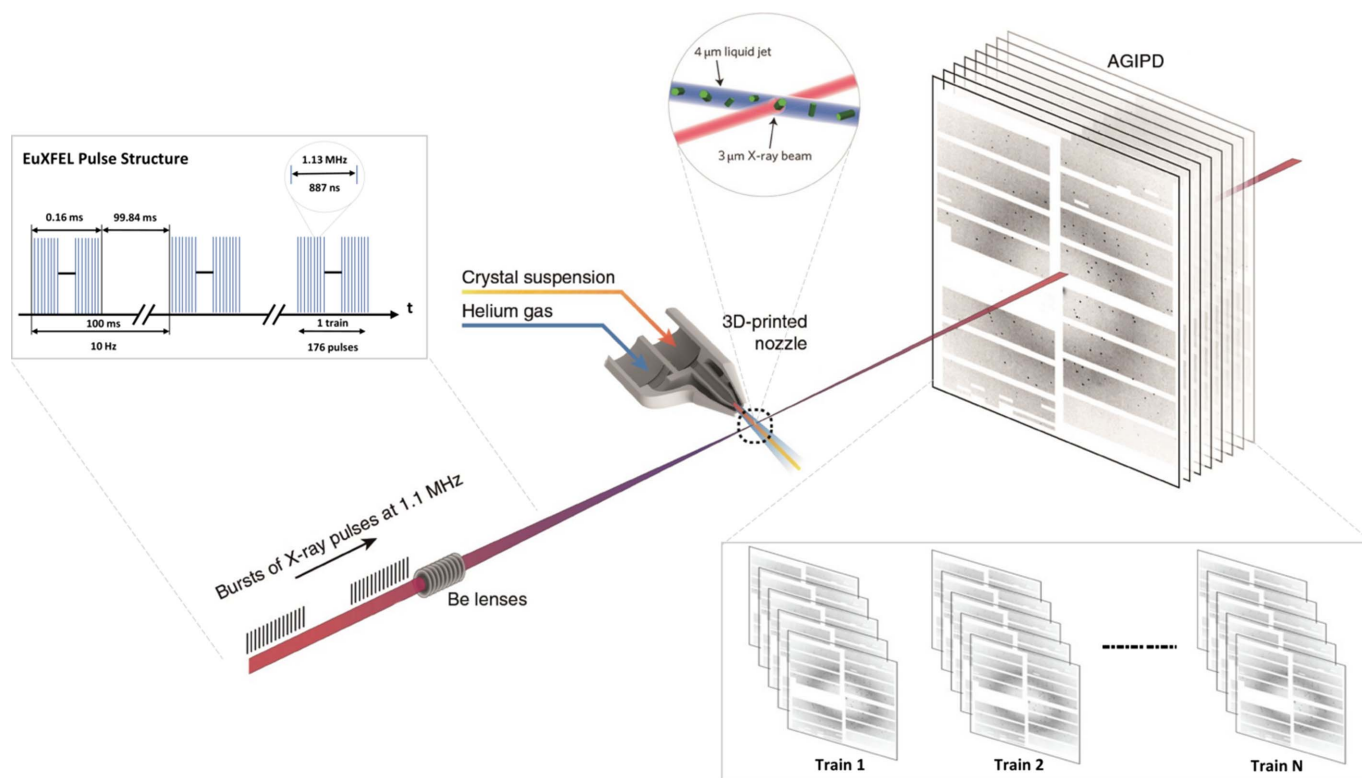 AGIPD
4 μm liquid jet
3 μm X-ray beam
EuXFEL Pulse Structure
1.13 MHz
887 ns
0.16 ms
99.84 ms
t
100 ms
1 train
10 Hz
176 pulses
Crystal suspension
Helium gas
3D-printed
nozzle
Bursts of X-ray pulses at 1.1 MHz
Be lenses
Train 1
Train 2
Train N